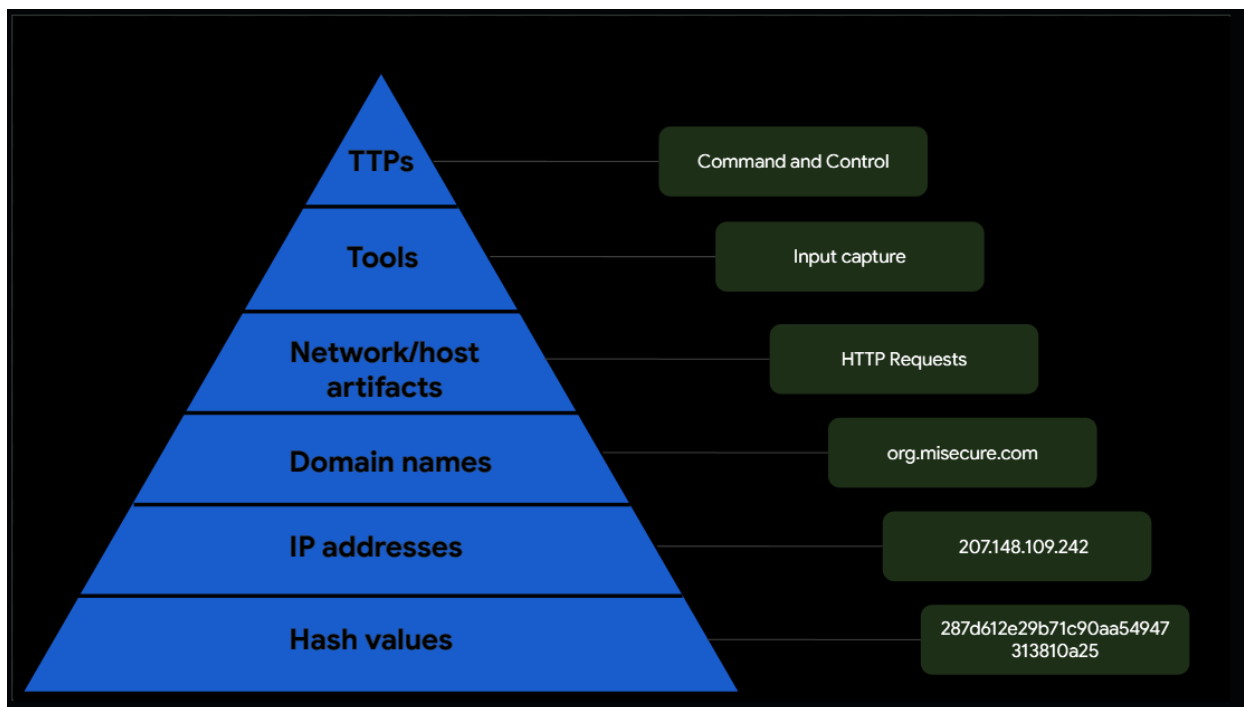 TTPs
Command and Control
Tools
Input capture
Network/host
artifacts
HTTP Requests
Domain names
org.misecure.com
IP addresses
207.148.109.242
Hash values
287d612e29b71c90aa54947
313810a25